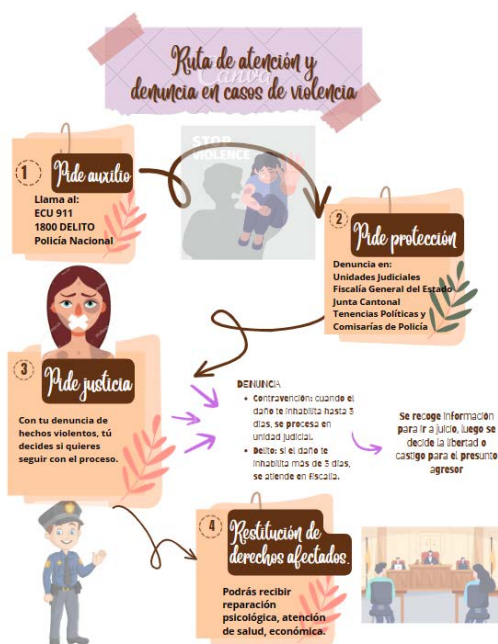 Ruta de atención y
denuncia en casos de violencia
Canva
STOP
VIOLENCE
1
Pide auxilio
Llama al:
ECU 911
1800 DELITO
Policía Nacional
2
Pide protección
Denuncia en:
Unidades Judiciales
Fiscalía General del Estado
Junta Cantonal
Tenencias Políticas y
Comisarías de Policía
3
Pide justicia
Con tu denuncia de
hechos violentos, tú
decides si quieres
seguir con el proceso.
DENUNCIA
• Contravención: cuando el
daño te inhabilita hasta 3
días, se procesa en
unidad judicial.
• Delito: si el daño te
inhabilita más de 3 días,
se atiende en fiscalía.
Se recoge información
para ir a juicio, luego se
decide la libertad o
castigo para el presunto
agresor
4
Restitución de
derechos afectados.
Podrás recibir
reparación
psicológica, atención
de salud, económica.